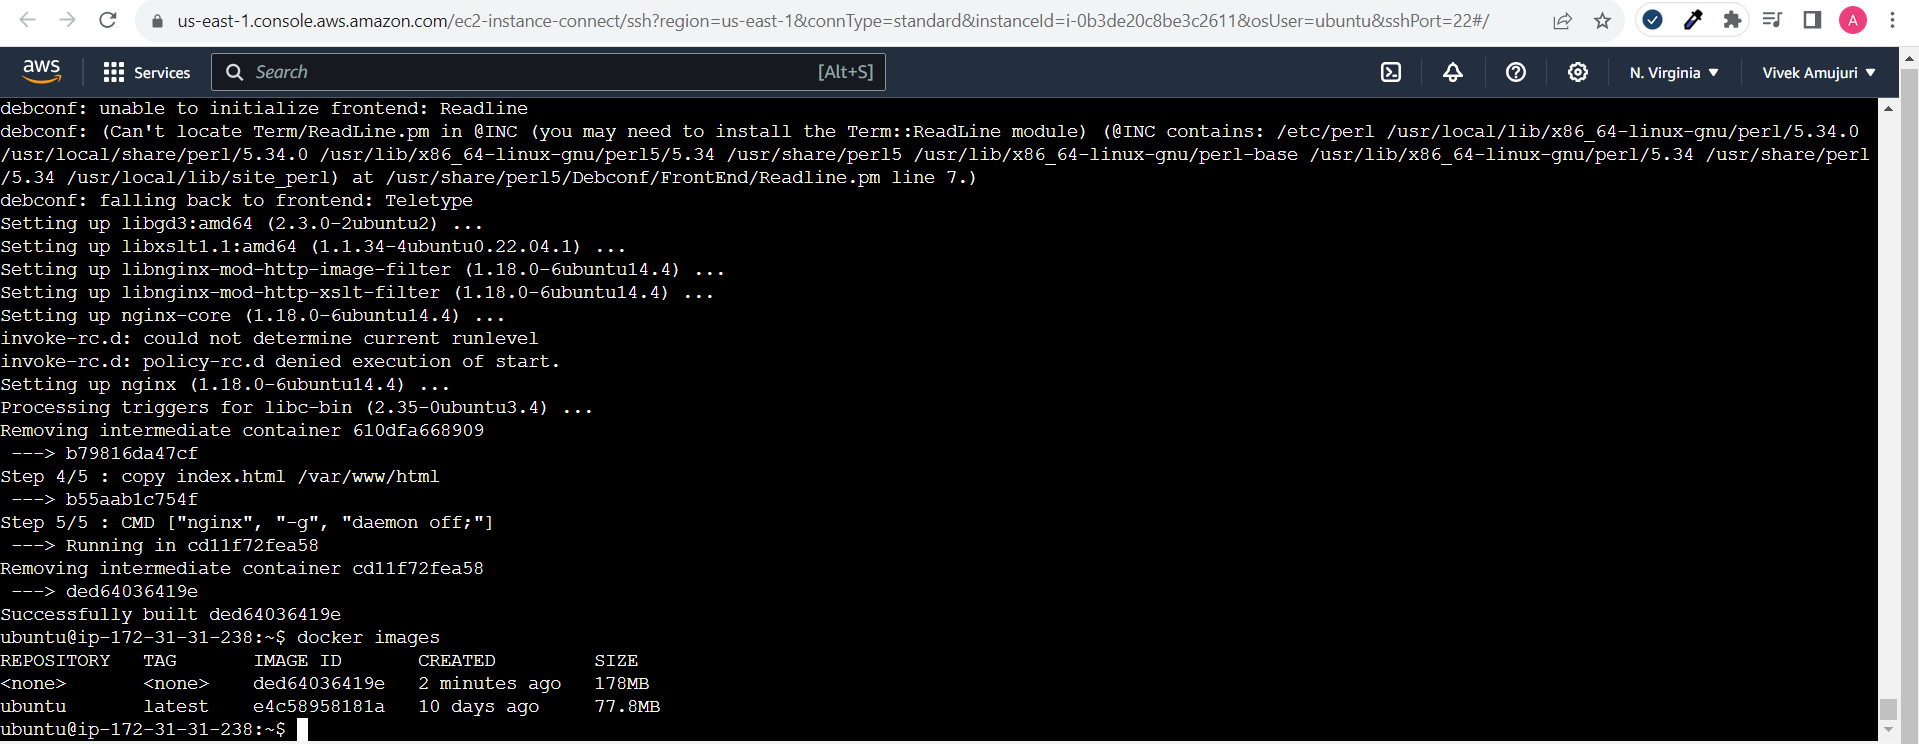 us-east-1.console.aws.amazon.com/ec2-instance-connect/ssh?region=us-east-1&connType=standard&instanceId=i-0b3de20c8be3c2611&osUser=ubuntu&sshPort=22#/
A
aws
Services
Search
[Alt+S]
N. Virginia
Vivek Amujuri
debconf: unable to initialize frontend: Readline
debconf: (Can't locate Term/ReadLine.pm in @INC (you may need to install the Term::ReadLine module) (@INC contains: /etc/perl /usr/local/lib/x86_64-linux-gnu/perl/5.34.0
/usr/local/share/perl/5.34.0 /usr/lib/x86_64-linux-gnu/perl5/5.34 /usr/share/perl5 /usr/lib/x86_64-linux-gnu/perl-base /usr/lib/x86_64-linux-gnu/perl/5.34 /usr/share/perl
/5.34 /usr/local/lib/site_perl) at /usr/share/perl5/Debconf/FrontEnd/Readline.pm line 7.)
debconf: falling back to frontend: Teletype
Setting up libgd3:amd64 (2.3.0-2ubuntu2) ...
Setting up libxslt1.1:amd64 (1.1.34-4ubuntu0.22.04.1) ...
Setting up libnginx-mod-http-image-filter (1.18.0-6ubuntu14.4) ...
Setting up libnginx-mod-http-xslt-filter (1.18.0-6ubuntu14.4) ...
Setting up nginx-core (1.18.0-6ubuntu14.4) ...
invoke-rc.d: could not determine current runlevel
invoke-rc.d: policy-rc.d denied execution of start.
Setting up nginx (1.18.0-6ubuntu14.4) ...
Processing triggers for libc-bin (2.35-0ubuntu3.4) ...
Removing intermediate container 610dfa668909
 ---> b79816da47cf
Step 4/5 : copy index.html /var/www/html
 ---> b55aab1c754f
Step 5/5 : CMD ["nginx", "-g", "daemon off;"]
 ---> Running in cd11f72fea58
Removing intermediate container cd11f72fea58
 ---> ded64036419e
Successfully built ded64036419e
ubuntu@ip-172-31-31-238:~$ docker images
REPOSITORY   TAG       IMAGE ID       CREATED         SIZE
<none>       <none>    ded64036419e   2 minutes ago   178MB
ubuntu       latest    e4c58958181a   10 days ago     77.8MB
ubuntu@ip-172-31-31-238:~$